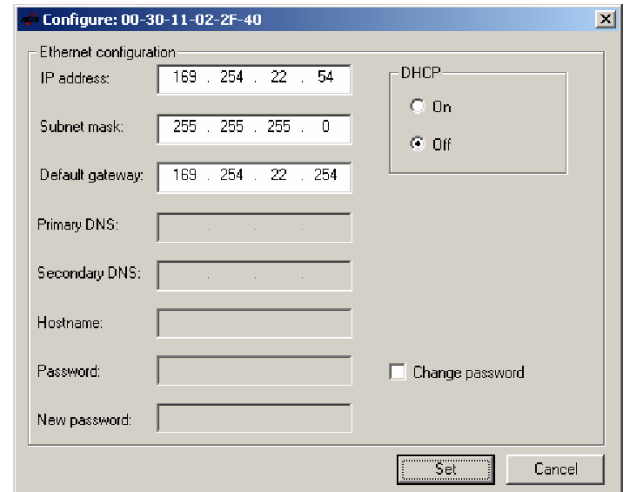 Configure: 00-30-11-02-2F-40
Ethernet configuration
IP address: 169 . 254 . 22 . 54
DHCP
On
Subnet mask: 255 . 255 . 255 . 0
Off
Default gateway: 169 . 254 . 22 . 254
Primary DNS: . . .
Secondary DNS: . . .
Hostname:
Password:
Change password
New password:
Set Cancel